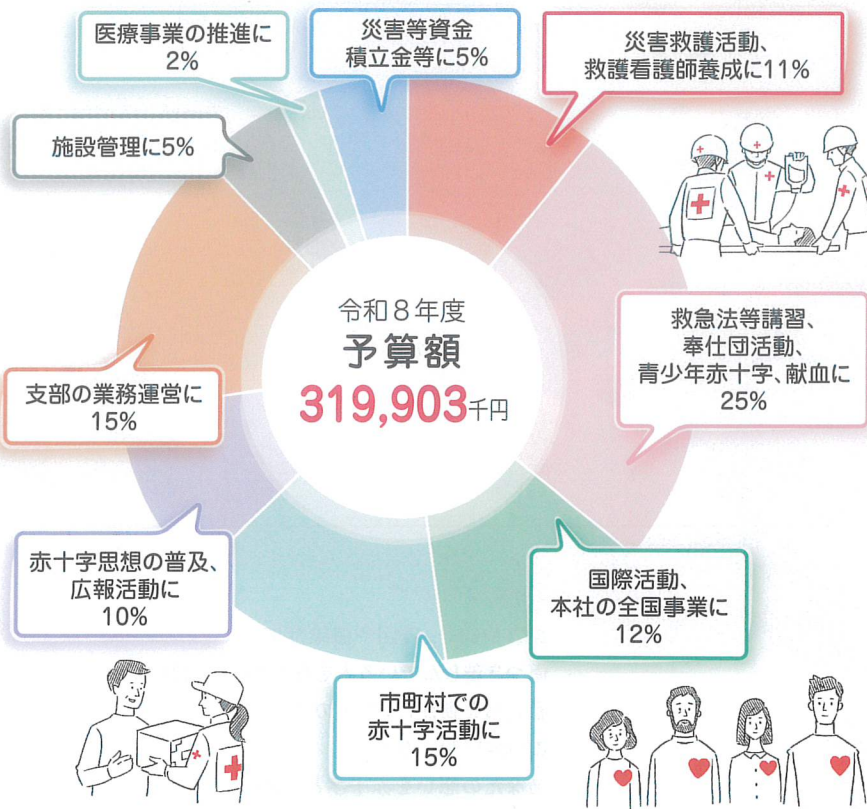 医療事業の推進に
2%
災害等資金
積立金等に5%
災害救護活動、
救護看護師養成に11%
施設管理に5%
令和8年度
予算額
319,903千円
救急法等講習、
奉仕団活動、
青少年赤十字、献血に
25%
支部の業務運営に
15%
赤十字思想の普及、
広報活動に
10%
国際活動、
本社の全国事業に
12%
市町村での
赤十字活動に
15%